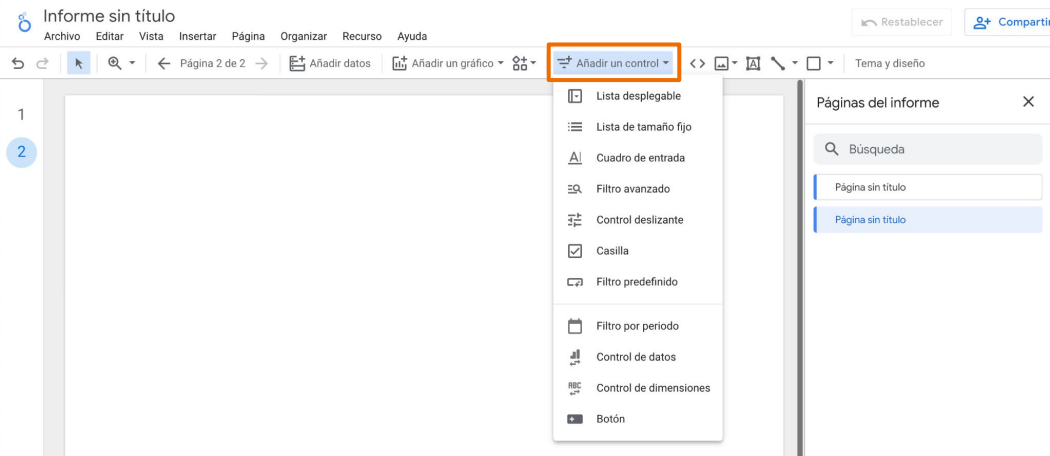 Informe sin título
Restablecer
Compartir
Archivo Editar Vista Insertar Página Organizar Recurso Ayuda
Página 2 de 2 Añadir datos Añadir un gráfico Añadir un control Tema y diseño
1
2
Lista desplegable
Lista de tamaño fijo
Cuadro de entrada
Filtro avanzado
Control deslizante
Casilla
Filtro predefinido
Filtro por periodo
Control de datos
Control de dimensiones
Botón
Páginas del informe
Búsqueda
Página sin título
Página sin título